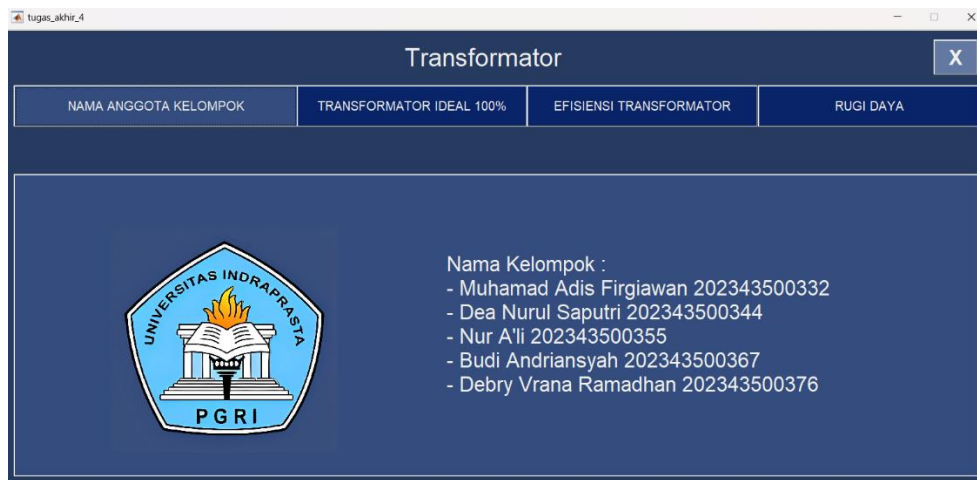 tugas_akhir_4
Transformator
X
NAMA ANGGOTA KELOMPOK
TRANSFORMATOR IDEAL 100%
EFISIENSI TRANSFORMATOR
RUGI DAYA
UNIVERSITAS INDRAPRASTA
PGRI
Nama Kelompok :
- Muhamad Adis Firgiawan 202343500332
- Dea Nurul Saputri 202343500344
- Nur A'li 202343500355
- Budi Andriansyah 202343500367
- Debry Vrana Ramadhan 202343500376